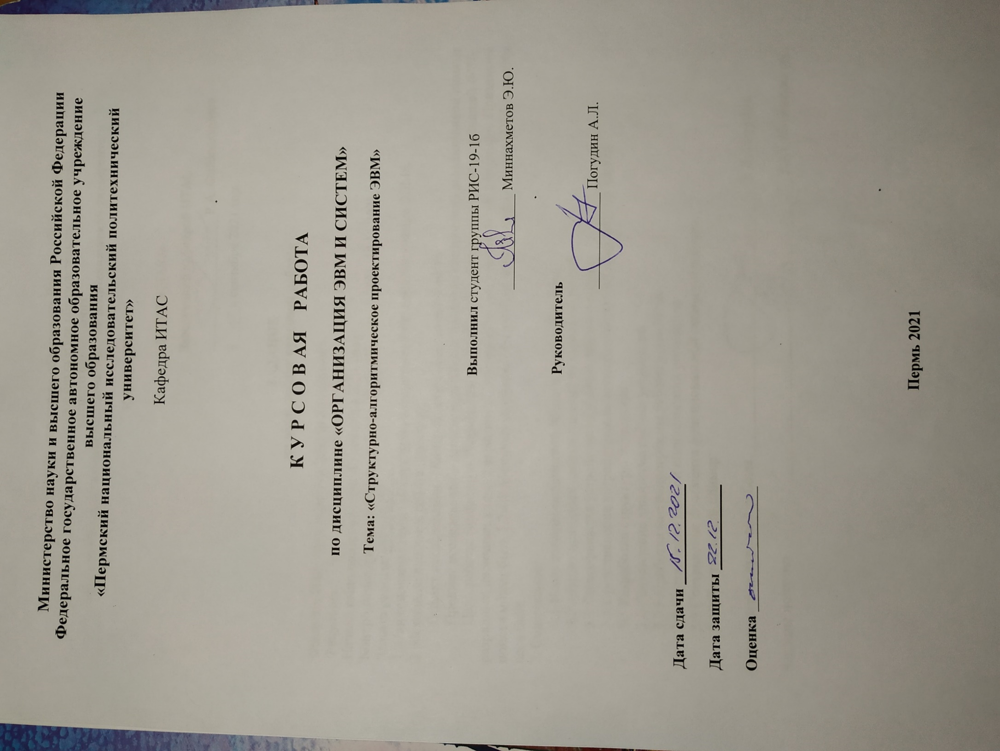 Министерство науки и высшего образования Российской Федерации
Федеральное государственное автономное образовательное учреждение
высшего образования
«Пермский национальный исследовательский политехнический
университет»
Кафедра ИТАС
К У Р С О В А Я РАБОТА
по дисциплине «ОРГАНИЗАЦИЯ ЭВМ И СИСТЕМ»
Тема: «Структурно-алгоритмическое проектирование ЭВМ»
Выполнил студент группы РИС-19-1б
Миннахметов Э.Ю.
Руководитель
Погудин А.Л.
Дата сдачи 15.12.2021
Дата защиты 22.12.
Оценка
Пермь 2021